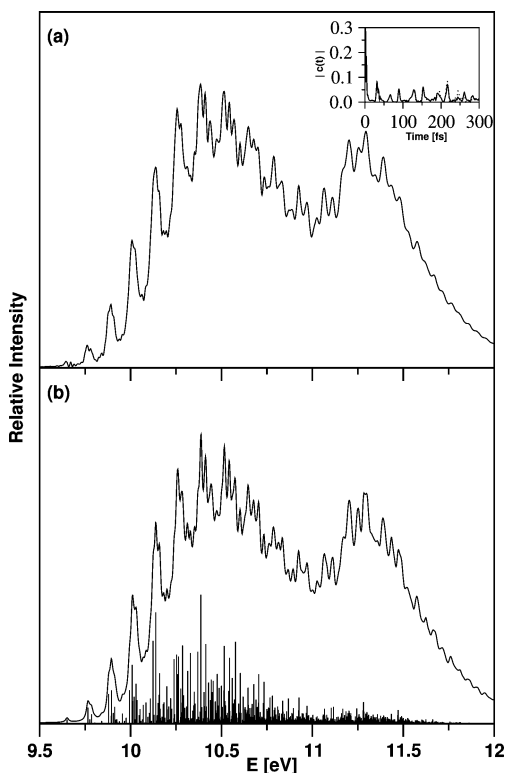 (a)
0.3
0.2
0.1
0.0
| c(t) |
0 100 200 300
Time [fs]
Relative Intensity
(b)
9.5 10 10.5 11 11.5 12
E [eV]